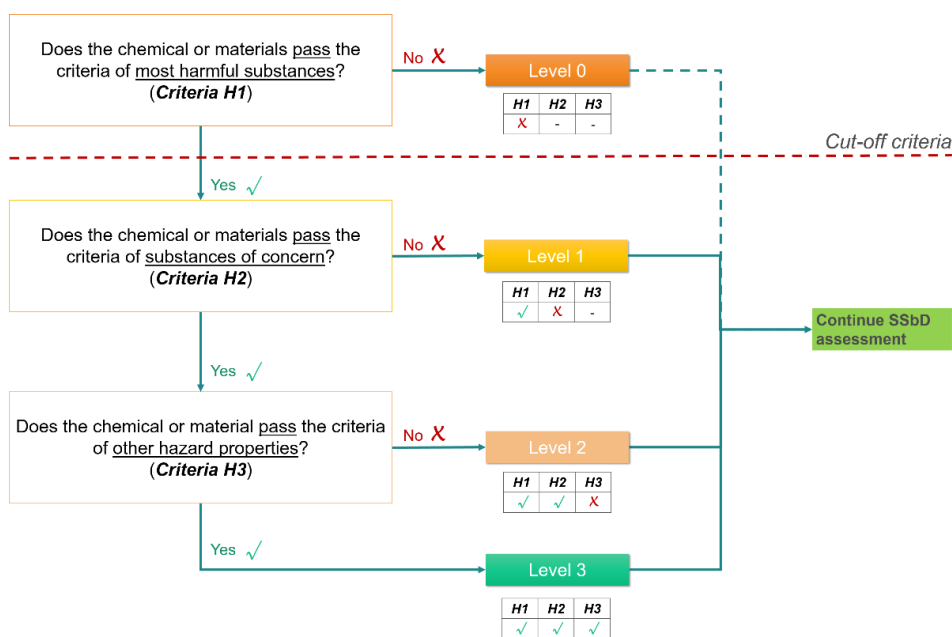 Does the chemical or materials pass the
criteria of most harmful substances?
(Criteria H1)
No X
Level 0
H1 H2 H3
X - -
Cut-off criteria
Yes √
Does the chemical or materials pass the
criteria of substances of concern?
(Criteria H2)
No X
Level 1
H1 H2 H3
√ X -
Continue SSbD
assessment
Yes √
Does the chemical or material pass the criteria
of other hazard properties?
(Criteria H3)
No X
Level 2
H1 H2 H3
√ √ X
Yes √
Level 3
H1 H2 H3
√ √ √